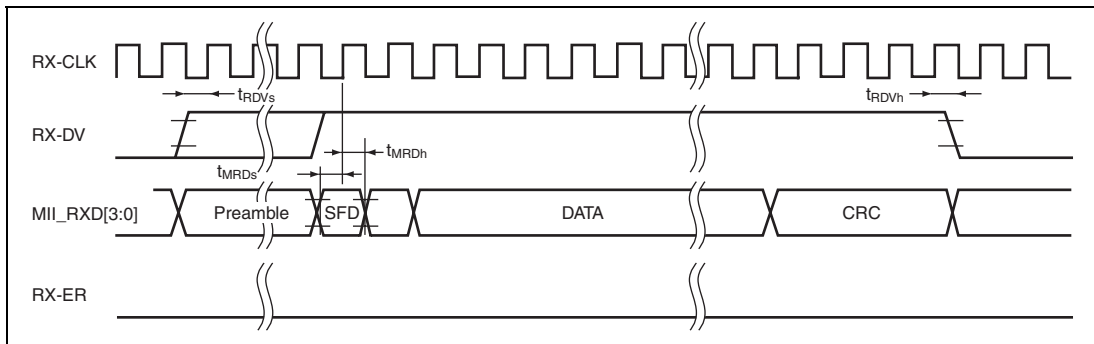 RX-CLK
tRDVs
tRDVh
RX-DV
tMRDs
tMRDh
MII_RXD[3:0]
Preamble
SFD
DATA
CRC
RX-ER